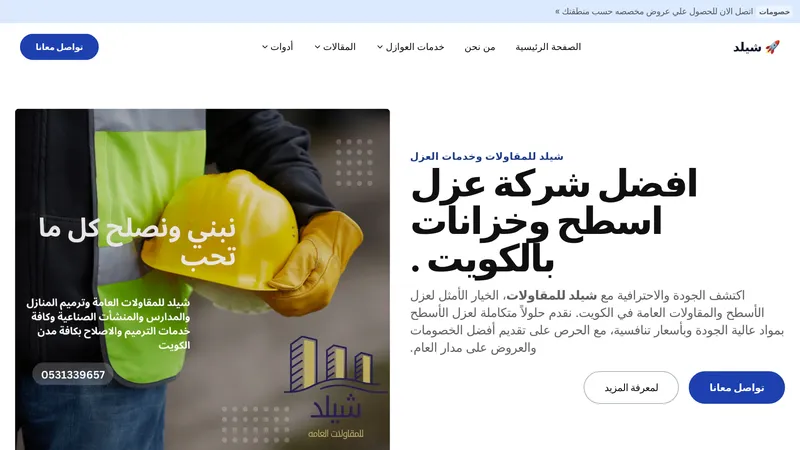 خصومات اتصل الان للحصول علي عروض مخصصه حسب منطقتك »
🚀 شيلد
الصفحة الرئيسية
من نحن
خدمات العوازل
المقالات
أدوات
تواصل معانا
شيلد للمقاولات وخدمات العزل
افضل شركة عزل
اسطح وخزانات
بالكويت .
اكتشف الجودة والاحترافية مع شيلد للمقاولات، الخيار الأمثل لعزل
الأسطح والمقاولات العامة في الكويت. نقدم حلولاً متكاملة لعزل الأسطح
بمواد عالية الجودة وبأسعار تنافسية، مع الحرص على تقديم أفضل الخصومات
والعروض على مدار العام.
تواصل معانا
لمعرفة المزيد
نبني ونصلح كل ما
تحب
شيلد للمقاولات العامة وترميم المنازل
والمدارس والمنشأت الصناعية وكافة
خدمات الترميم والاصلاح بكافة مدن
الكويت
0531339657
شيلد
للمقاولات العامه